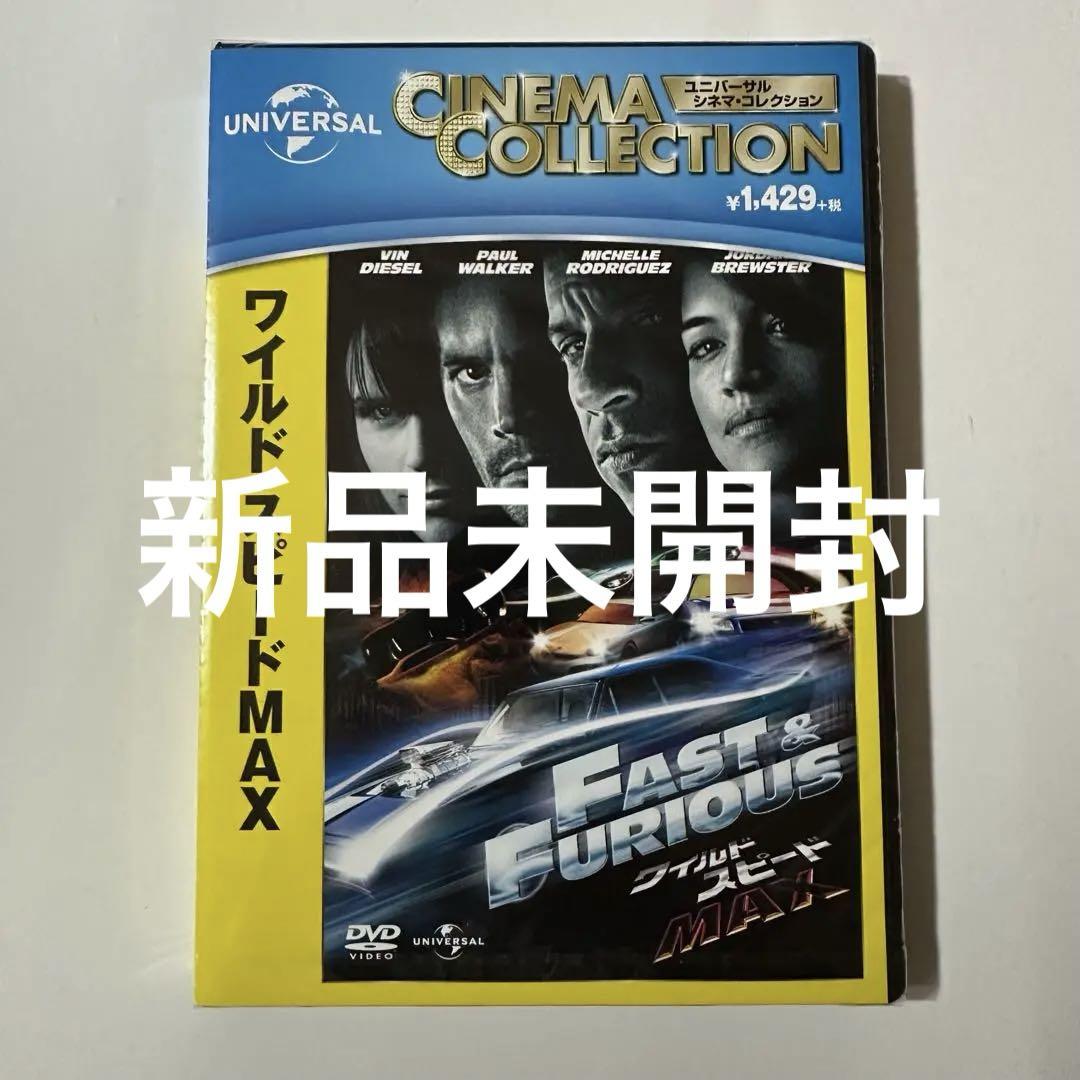 UNIVERSAL
CINEMA
COLLECTION
ユニバーサル
シネマ・コレクション
¥1,429+税
VIN
DIESEL
PAUL
WALKER
MICHELLE
RODRIGUEZ
JORDANA
BREWSTER
ワイルドスピードMAX
新品未開封
FAST &
FURIOUS
ワイルド
スピード
MAX
DVD
VIDEO
UNIVERSAL